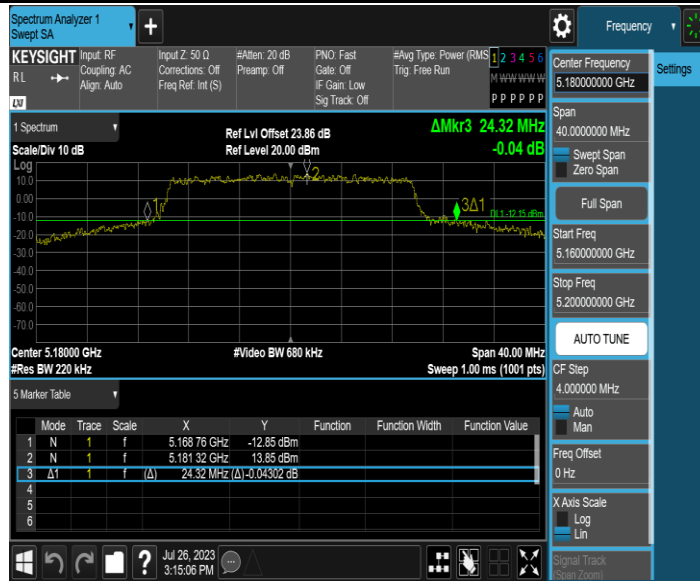 Spectrum Analyzer 1
Swept SA
Frequency
KEYSIGHT
RL
LXI
Input: RF
Coupling: AC
Align: Auto
Input Z: 50 Ω
Corrections: Off
Freq Ref: Int (S)
#Atten: 20 dB
Preamp: Off
PNO: Fast
Gate: Off
IF Gain: Low
Sig Track: Off
#Avg Type: Power (RMS
Trig: Free Run
1 2 3 4 5 6
M W W W W W
P P P P P P
Center Frequency
5.180000000 GHz
Settings
Span
40.0000000 MHz
Swept Span
Zero Span
Full Span
Start Freq
5.160000000 GHz
Stop Freq
5.200000000 GHz
AUTO TUNE
CF Step
4.000000 MHz
Auto
Man
Freq Offset
0 Hz
X Axis Scale
Log
Lin
Signal Track
(Span Zoom)
1 Spectrum
Scale/Div 10 dB
Ref Lvl Offset 23.86 dB
Ref Level 20.00 dBm
ΔMkr3 24.32 MHz
-0.04 dB
Log
10.0
0.00
-10.0
-20.0
-30.0
-40.0
-50.0
-60.0
-70.0
1
2
3Δ1
DL1 -12.15 dBm
Center 5.18000 GHz
#Res BW 220 kHz
#Video BW 680 kHz
Span 40.00 MHz
Sweep 1.00 ms (1001 pts)
5 Marker Table
Mode Trace Scale X Y Function Function Width Function Value
1 N 1 f 5.168 76 GHz -12.85 dBm
2 N 1 f 5.181 32 GHz 13.85 dBm
3 Δ1 1 f (Δ) 24.32 MHz (Δ) -0.04302 dB
4
5
6
?
Jul 26, 2023
3:15:06 PM